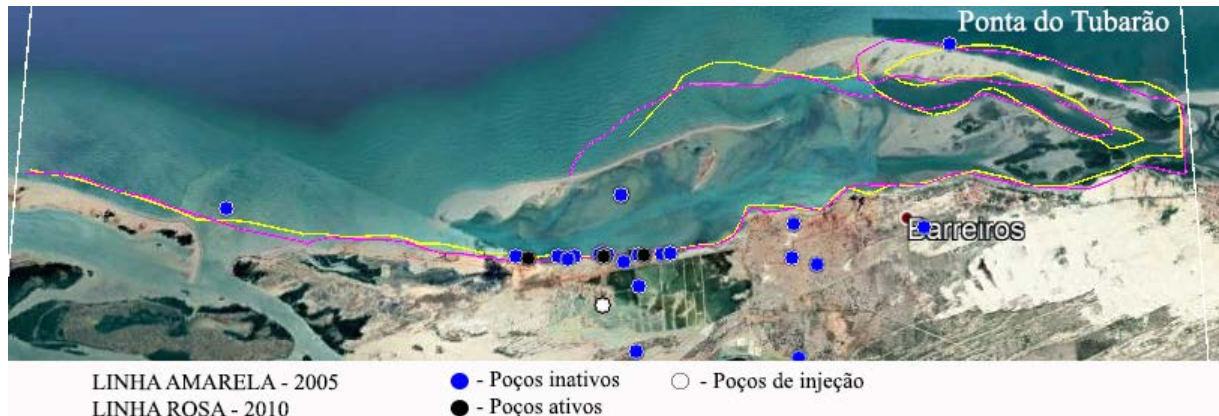 Ponta do Tubarão
Barreiros
LINHA AMARELA - 2005
- Poços inativos
- Poços de injeção
LINHA ROSA - 2010
- Poços ativos